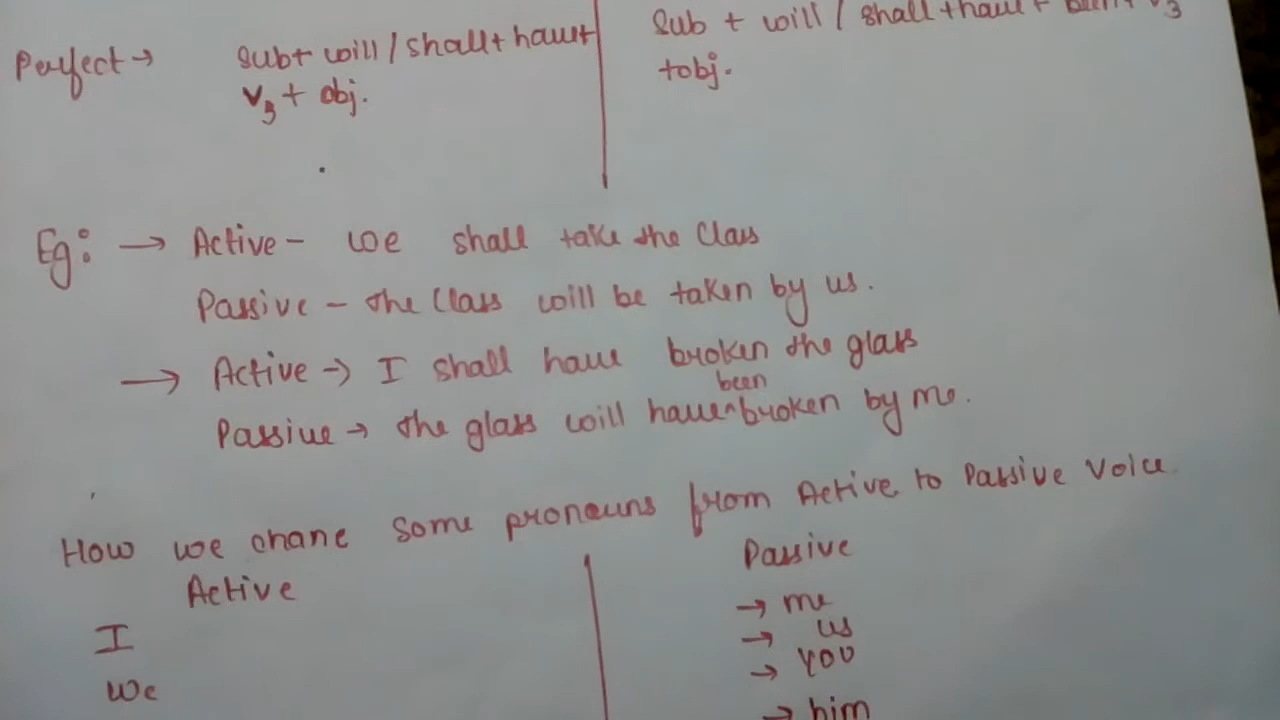 Perfect → Sub + will / shall + have + Sub + will / shall + have + been + V3
V3 + obj. + obj.
Eg: → Active - we shall take the Class
Passive - the Class will be taken by us.
→ Active → I shall have broken the glass
been
Passive → the glass will have ^ broken by me.
How we chane some pronouns from Active to Passive Voice
Active Passive
I → me
→ us
We → you
→ him